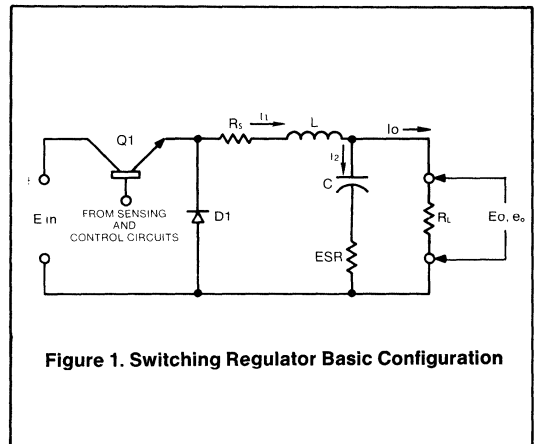 Q1
Rs
I1
L
Io
I2
C
E in
FROM SENSING
AND
CONTROL CIRCUITS
D1
RL
Eo, eo
ESR
Figure 1. Switching Regulator Basic Configuration